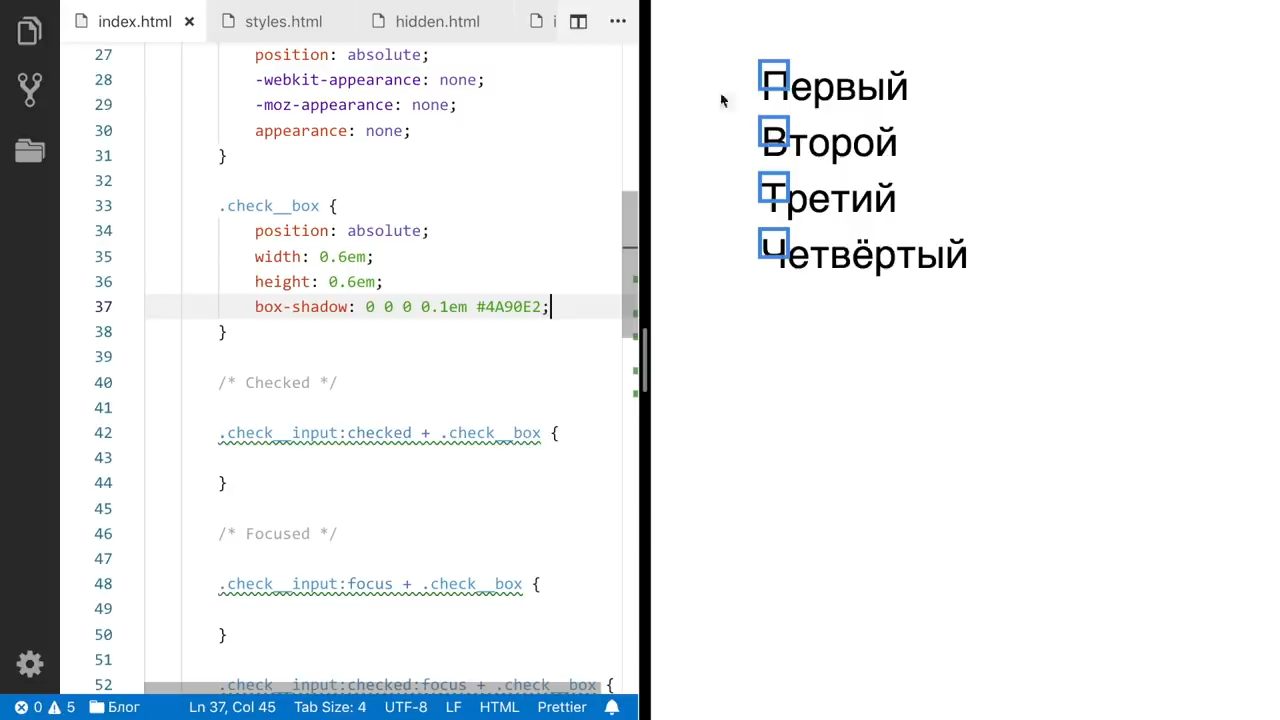 index.html × styles.html hidden.html i
27 position: absolute;
28 -webkit-appearance: none;
29 -moz-appearance: none;
30 appearance: none;
31 }
32
33 .check__box {
34 position: absolute;
35 width: 0.6em;
36 height: 0.6em;
37 box-shadow: 0 0 0 0.1em #4A90E2;
38 }
39
40 /* Checked */
41
42 .check__input:checked + .check__box {
43
44 }
45
46 /* Focused */
47
48 .check__input:focus + .check__box {
49
50 }
51
52 .check__input:checked:focus + .check__box {
0 5 Блог Ln 37, Col 45 Tab Size: 4 UTF-8 LF HTML Prettier
Первый
Второй
Третий
Четвёртый